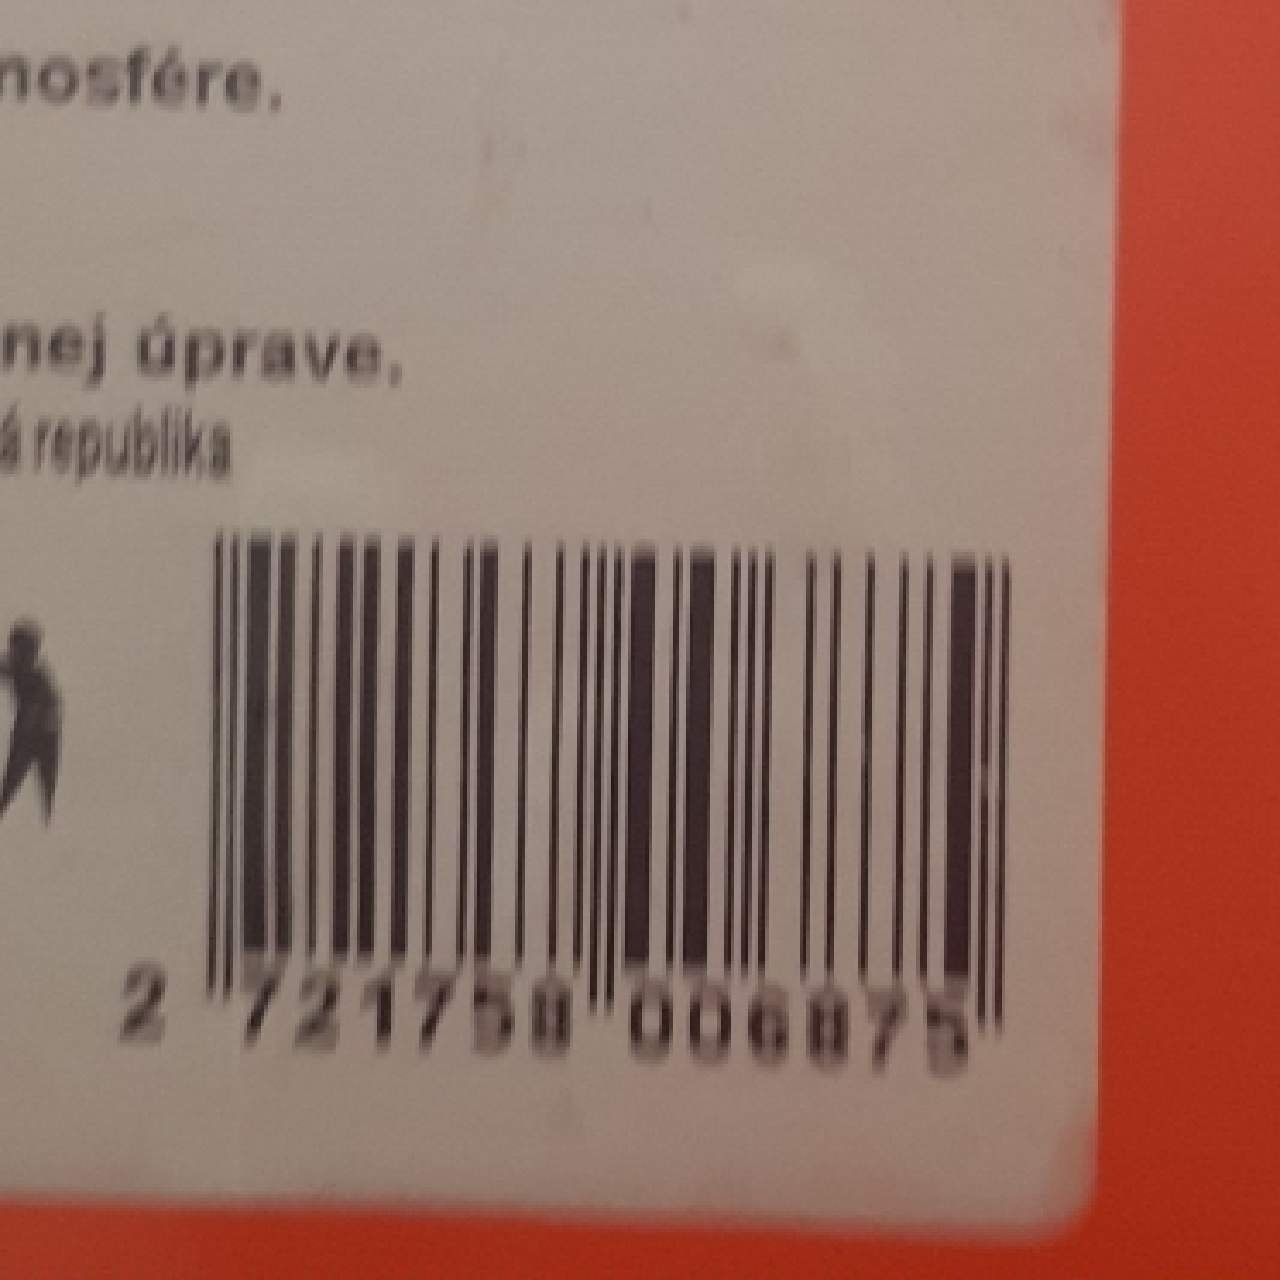 mosfére.
nej úprave.
á republika
2 721758 006875